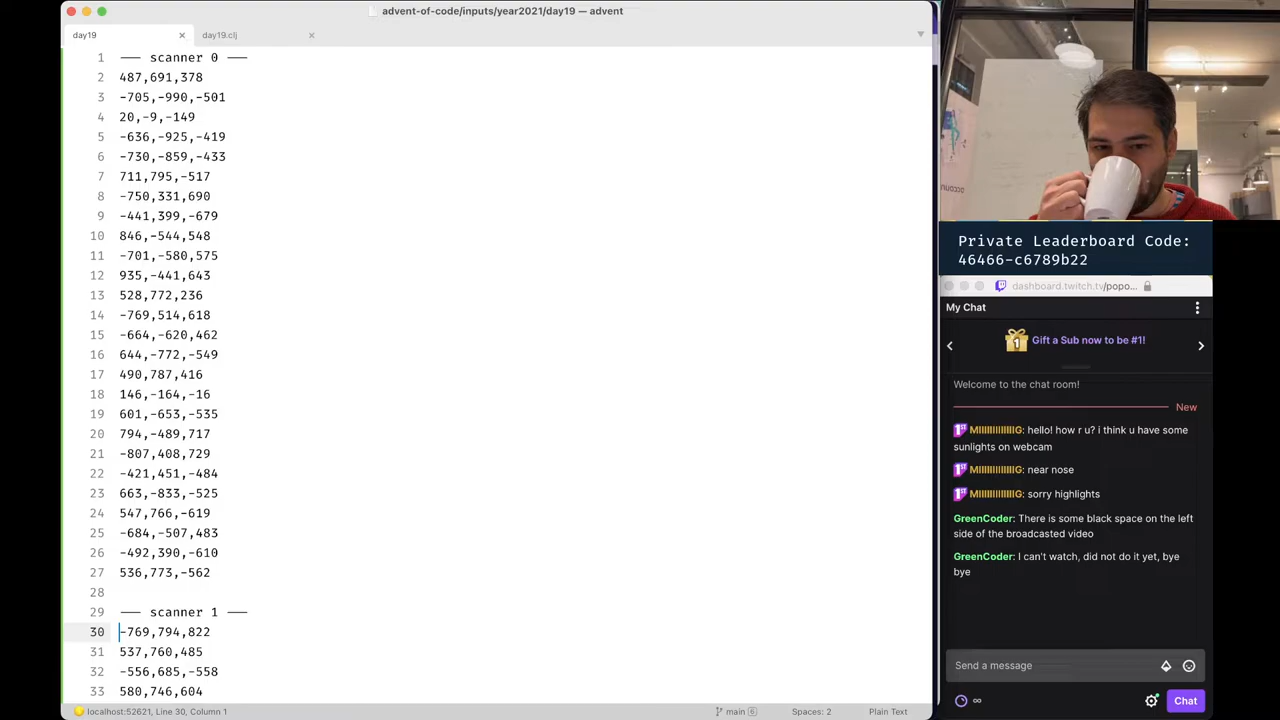 advent-of-code/inputs/year2021/day19 — advent
day19
day19.clj
1 --- scanner 0 ---
2 487,691,378
3 -705,-990,-501
4 20,-9,-149
5 -636,-925,-419
6 -730,-859,-433
7 711,795,-517
8 -750,331,690
9 -441,399,-679
10 846,-544,548
11 -701,-580,575
12 935,-441,643
13 528,772,236
14 -769,514,618
15 -664,-620,462
16 644,-772,-549
17 490,787,416
18 146,-164,-16
19 601,-653,-535
20 794,-489,717
21 -807,408,729
22 -421,451,-484
23 663,-833,-525
24 547,766,-619
25 -684,-507,483
26 -492,390,-610
27 536,773,-562
28
29 --- scanner 1 ---
30 -769,794,822
31 537,760,485
32 -556,685,-558
33 580,746,604
localhost:52621, Line 30, Column 1
main 6
Spaces: 2
Plain Text
Private Leaderboard Code:
46466-c6789b22
dashboard.twitch.tv/popo...
My Chat
1 Gift a Sub now to be #1!
Welcome to the chat room!
New
MIIIIIIIIIIG: hello! how r u? i think u have some
sunlights on webcam
MIIIIIIIIIIG: near nose
MIIIIIIIIIIG: sorry highlights
GreenCoder: There is some black space on the left
side of the broadcasted video
GreenCoder: I can't watch, did not do it yet, bye
bye
Send a message
∞
Chat